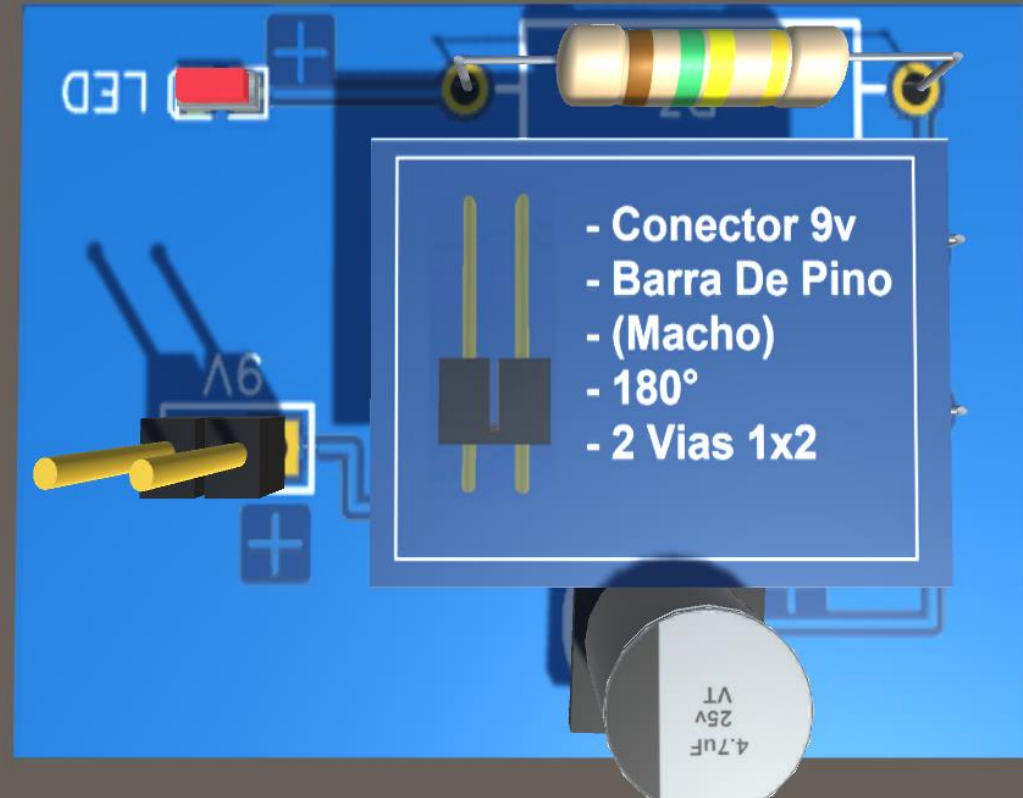 LED
- Conector 9v
- Barra De Pino
- (Macho)
- 180°
- 2 Vias 1x2
9V
4.7uF
25v
VT